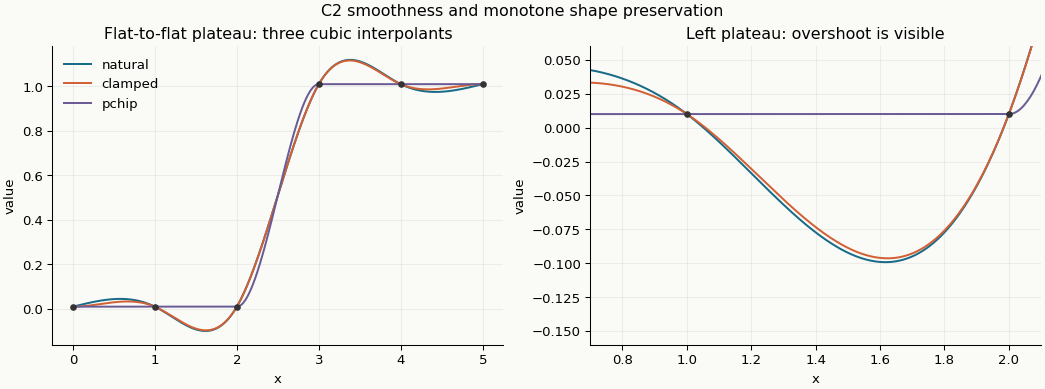 C2 smoothness and monotone shape preservation
Flat-to-flat plateau: three cubic interpolants
natural
clamped
pchip
value
1.0
0.8
0.6
0.4
0.2
0.0
0 1 2 3 4 5
x
Left plateau: overshoot is visible
value
0.050
0.025
0.000
−0.025
−0.050
−0.075
−0.100
−0.125
−0.150
0.8 1.0 1.2 1.4 1.6 1.8 2.0
x